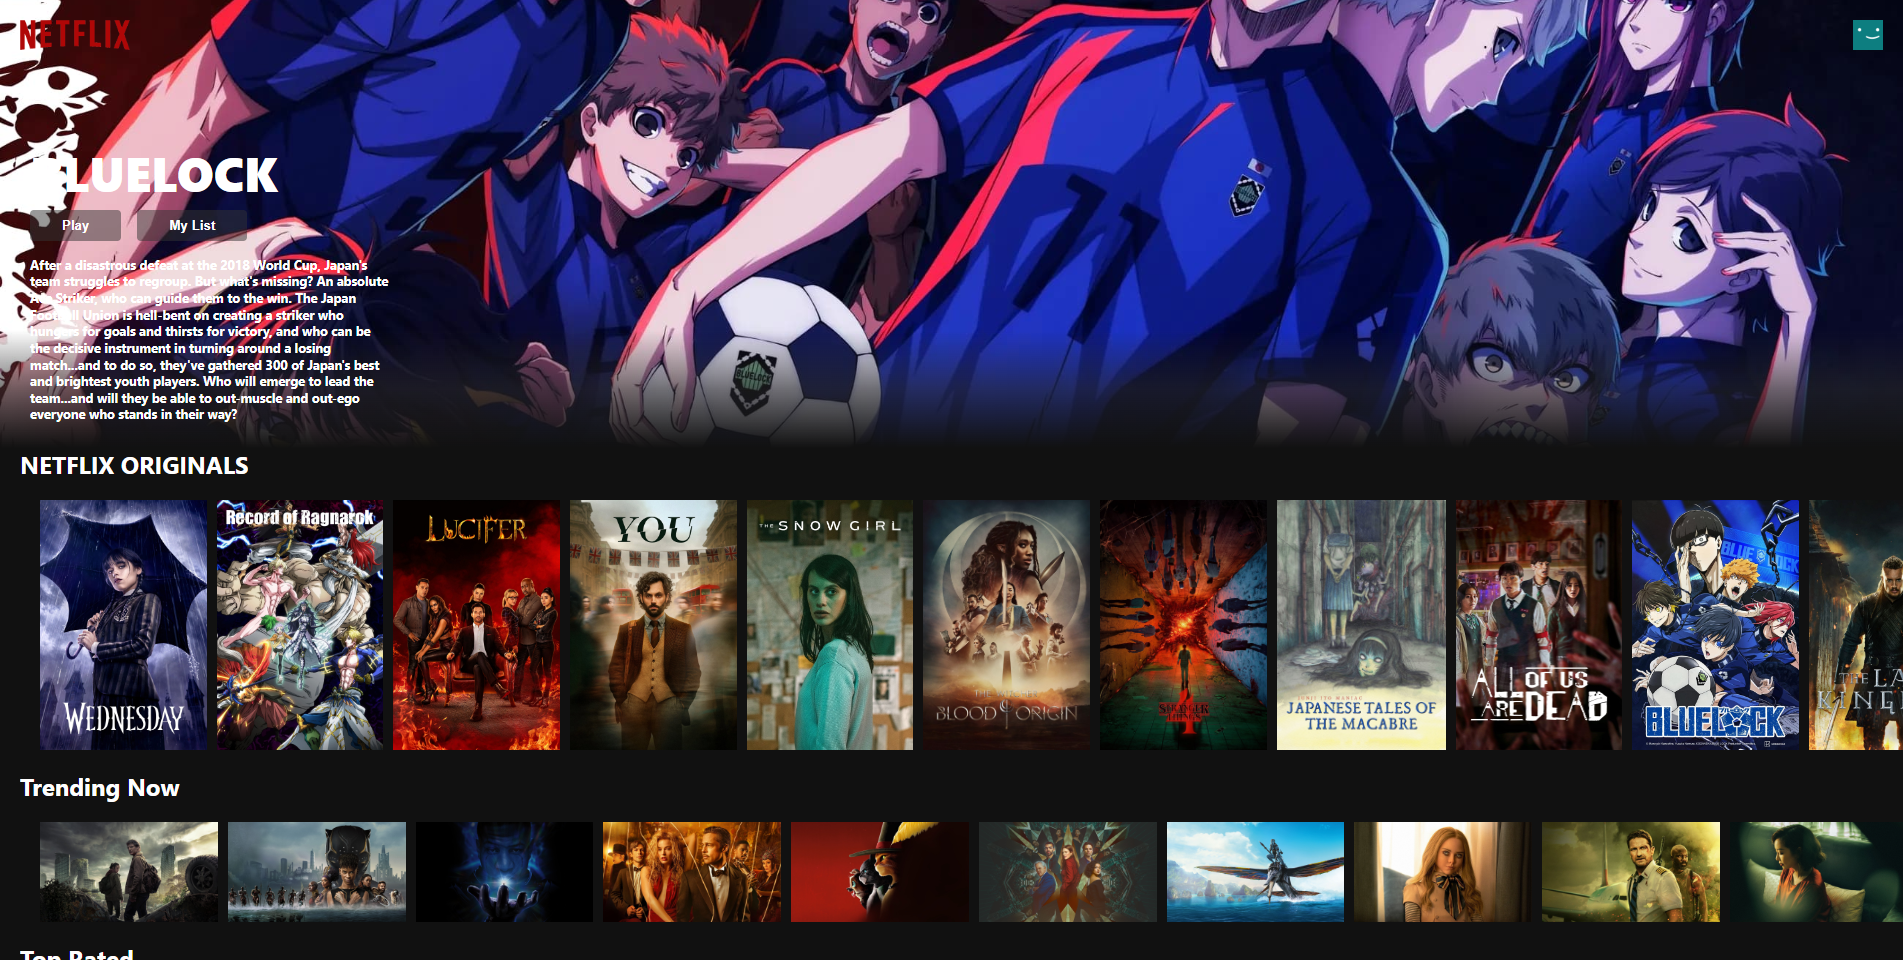 NETFLIX
BLUELOCK
Play
My List
After a disastrous defeat at the 2018 World Cup, Japan's
team struggles to regroup. But what's missing? An absolute
Ace Striker, who can guide them to the win. The Japan
Football Union is hell-bent on creating a striker who
hungers for goals and thirsts for victory, and who can be
the decisive instrument in turning around a losing
match...and to do so, they've gathered 300 of Japan's best
and brightest youth players. Who will emerge to lead the
team...and will they be able to out-muscle and out-ego
everyone who stands in their way?
BLUELOCK
NETFLIX ORIGINALS
WEDNESDAY
Record of Ragnarok
LUCIFER
YOU
THE SNOW GIRL
THE WITCHER
BLOOD ORIGIN
STRANGER
THINGS
4
JAPANESE TALES OF
THE MACABRE
ALL OF US
ARE DEAD
BLUE LOCK
BLUELOCK
THE LA
KING
Trending Now
Top Rated